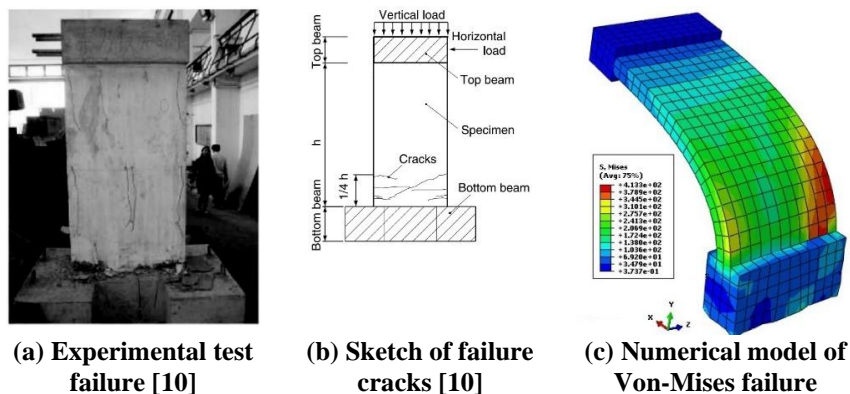 Vertical load
Horizontal
load
Top beam
Top beam
h
Specimen
Cracks
1/4 h
Bottom beam
Bottom beam
S, Mises
(Avg: 75%)
+4.133e+02
+3.789e+02
+3.445e+02
+3.101e+02
+2.757e+02
+2.413e+02
+2.069e+02
+1.724e+02
+1.380e+02
+1.036e+02
+6.920e+01
+3.479e+01
+3.737e-01
Y
X
Z
(a) Experimental test
failure [10]
(b) Sketch of failure
cracks [10]
(c) Numerical model of
Von-Mises failure